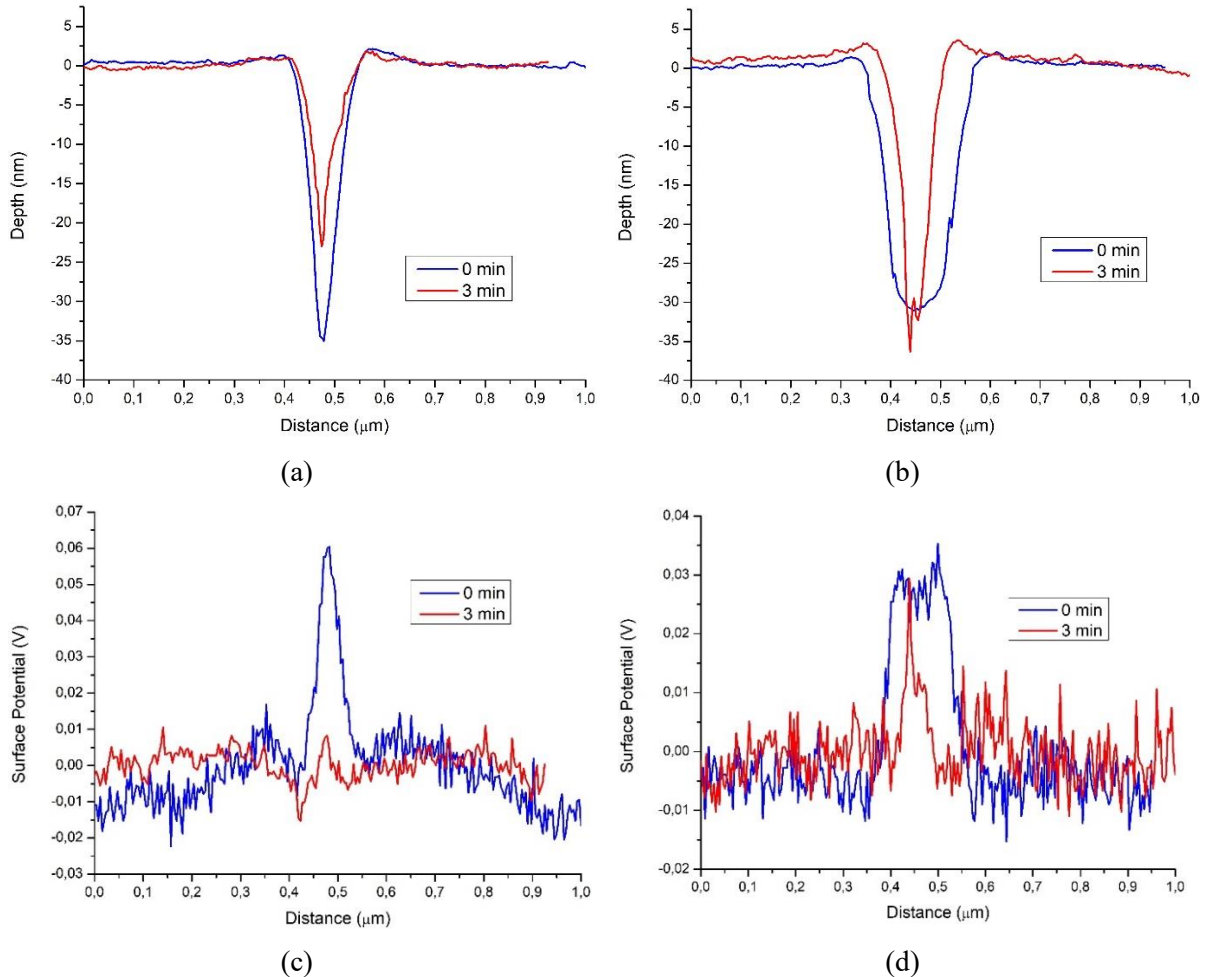 5
0
-5
-10
-15
-20
-25
-30
-35
-40
Depth (nm)
0 min
3 min
0,0 0,1 0,2 0,3 0,4 0,5 0,6 0,7 0,8 0,9 1,0
Distance (μm)
(a)
5
0
-5
-10
-15
-20
-25
-30
-35
-40
Depth (nm)
0 min
3 min
0,0 0,1 0,2 0,3 0,4 0,5 0,6 0,7 0,8 0,9 1,0
Distance (μm)
(b)
0,07
0,06
0,05
0,04
0,03
0,02
0,01
0,00
-0,01
-0,02
-0,03
Surface Potential (V)
0 min
3 min
0,0 0,1 0,2 0,3 0,4 0,5 0,6 0,7 0,8 0,9 1,0
Distance (μm)
(c)
0,04
0,03
0,02
0,01
0,00
-0,01
-0,02
Surface Potential (V)
0 min
3 min
0,0 0,1 0,2 0,3 0,4 0,5 0,6 0,7 0,8 0,9 1,0
Distance (μm)
(d)